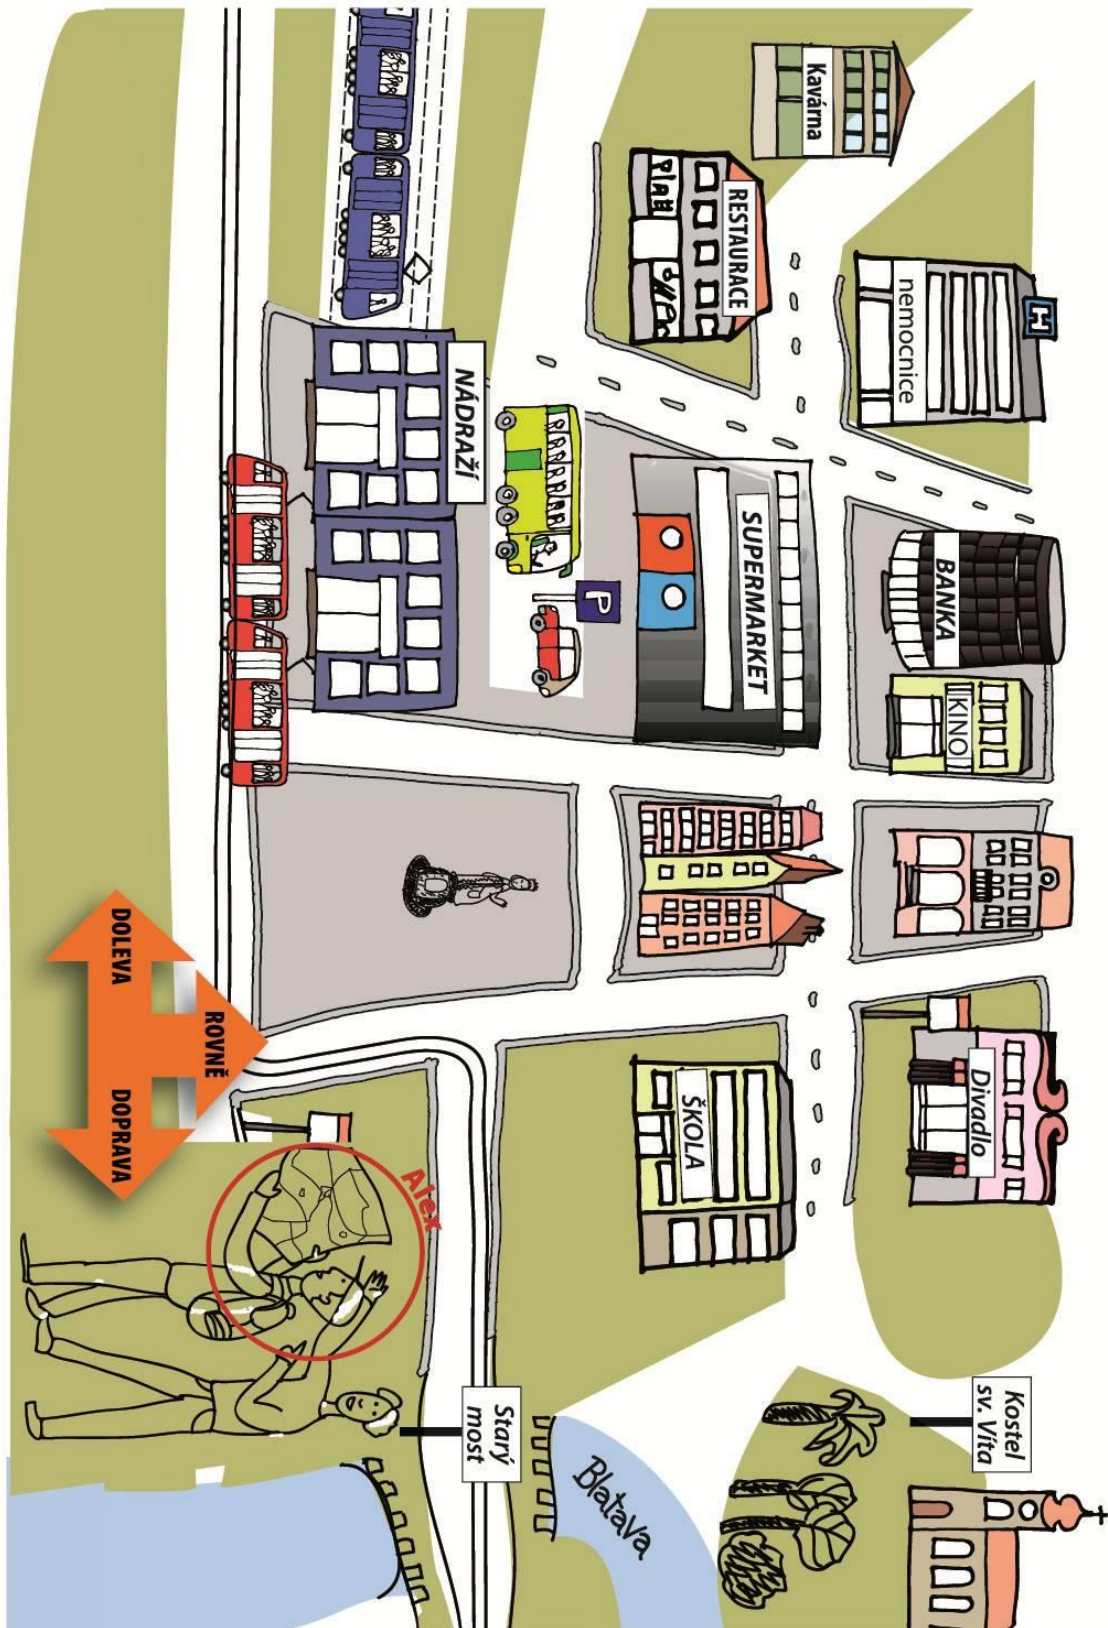 Kavárna
H
nemocnice
RESTAURACE
BANKA
KINO
Divadlo
Kostel
sv. Víta
SUPERMARKET
P
ŠKOLA
Blatava
NÁDRAŽÍ
Starý
most
Alex
ROVNĚ
DOLEVA
DOPRAVA